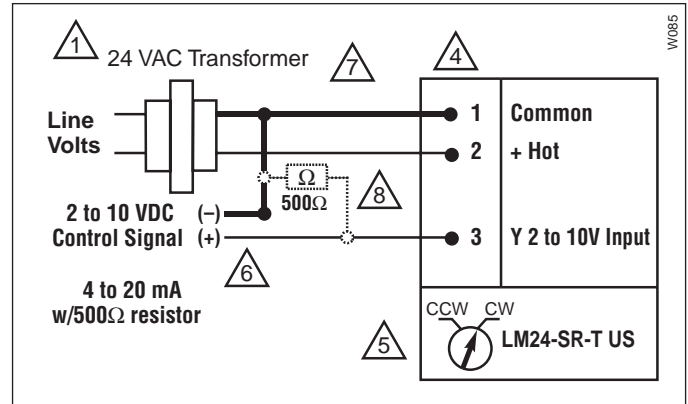 W085
1 24 VAC Transformer 7 4
Line
Volts
1 Common
2 + Hot
Ω
500Ω
8
2 to 10 VDC (–)
Control Signal (+)
3 Y 2 to 10V Input
6
4 to 20 mA
w/500Ω resistor
CCW CW
5
LM24-SR-T US